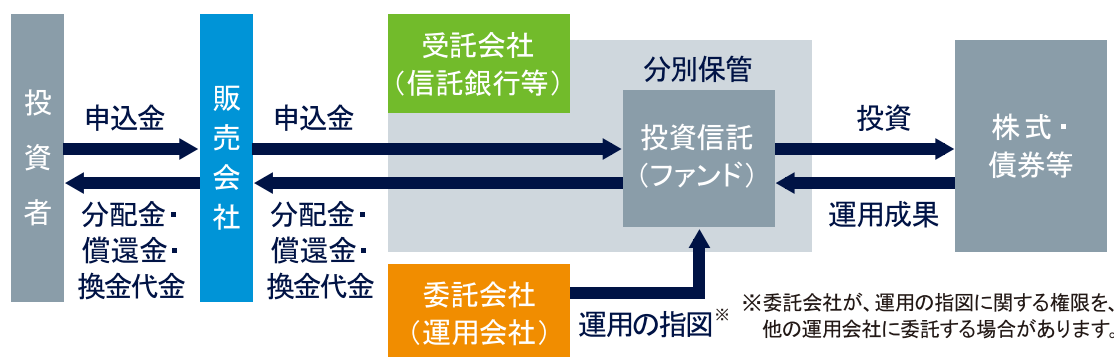 投資者
申込金
分配金・
償還金・
換金代金
販売会社
申込金
分配金・
償還金・
換金代金
受託会社
（信託銀行等）
分別保管
投資信託
（ファンド）
委託会社
（運用会社）
運用の指図※
投資
運用成果
株式・
債券等
※委託会社が、運用の指図に関する権限を、
他の運用会社に委託する場合があります。